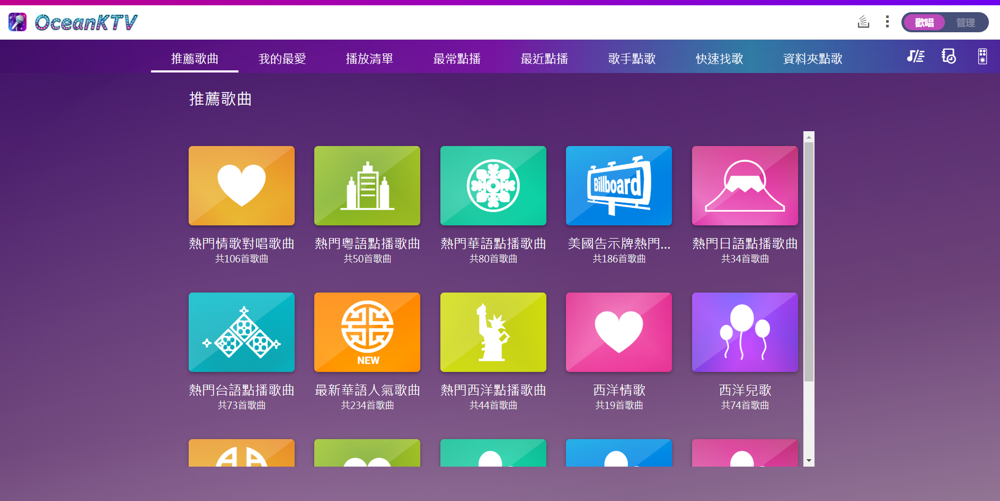 OceanKTV
歡唱 管理
推薦歌曲 我的最愛 播放清單 最常點播 最近點播 歌手點歌 快速找歌 資料夾點歌
推薦歌曲
Billboard
熱門情歌對唱歌曲 熱門粵語點播歌曲 熱門華語點播歌曲 美國告示牌熱門... 熱門日語點播歌曲
共106首歌曲 共50首歌曲 共80首歌曲 共186首歌曲 共34首歌曲
NEW
熱門台語點播歌曲 最新華語人氣歌曲 熱門西洋點播歌曲 西洋情歌 西洋兒歌
共73首歌曲 共234首歌曲 共44首歌曲 共19首歌曲 共74首歌曲